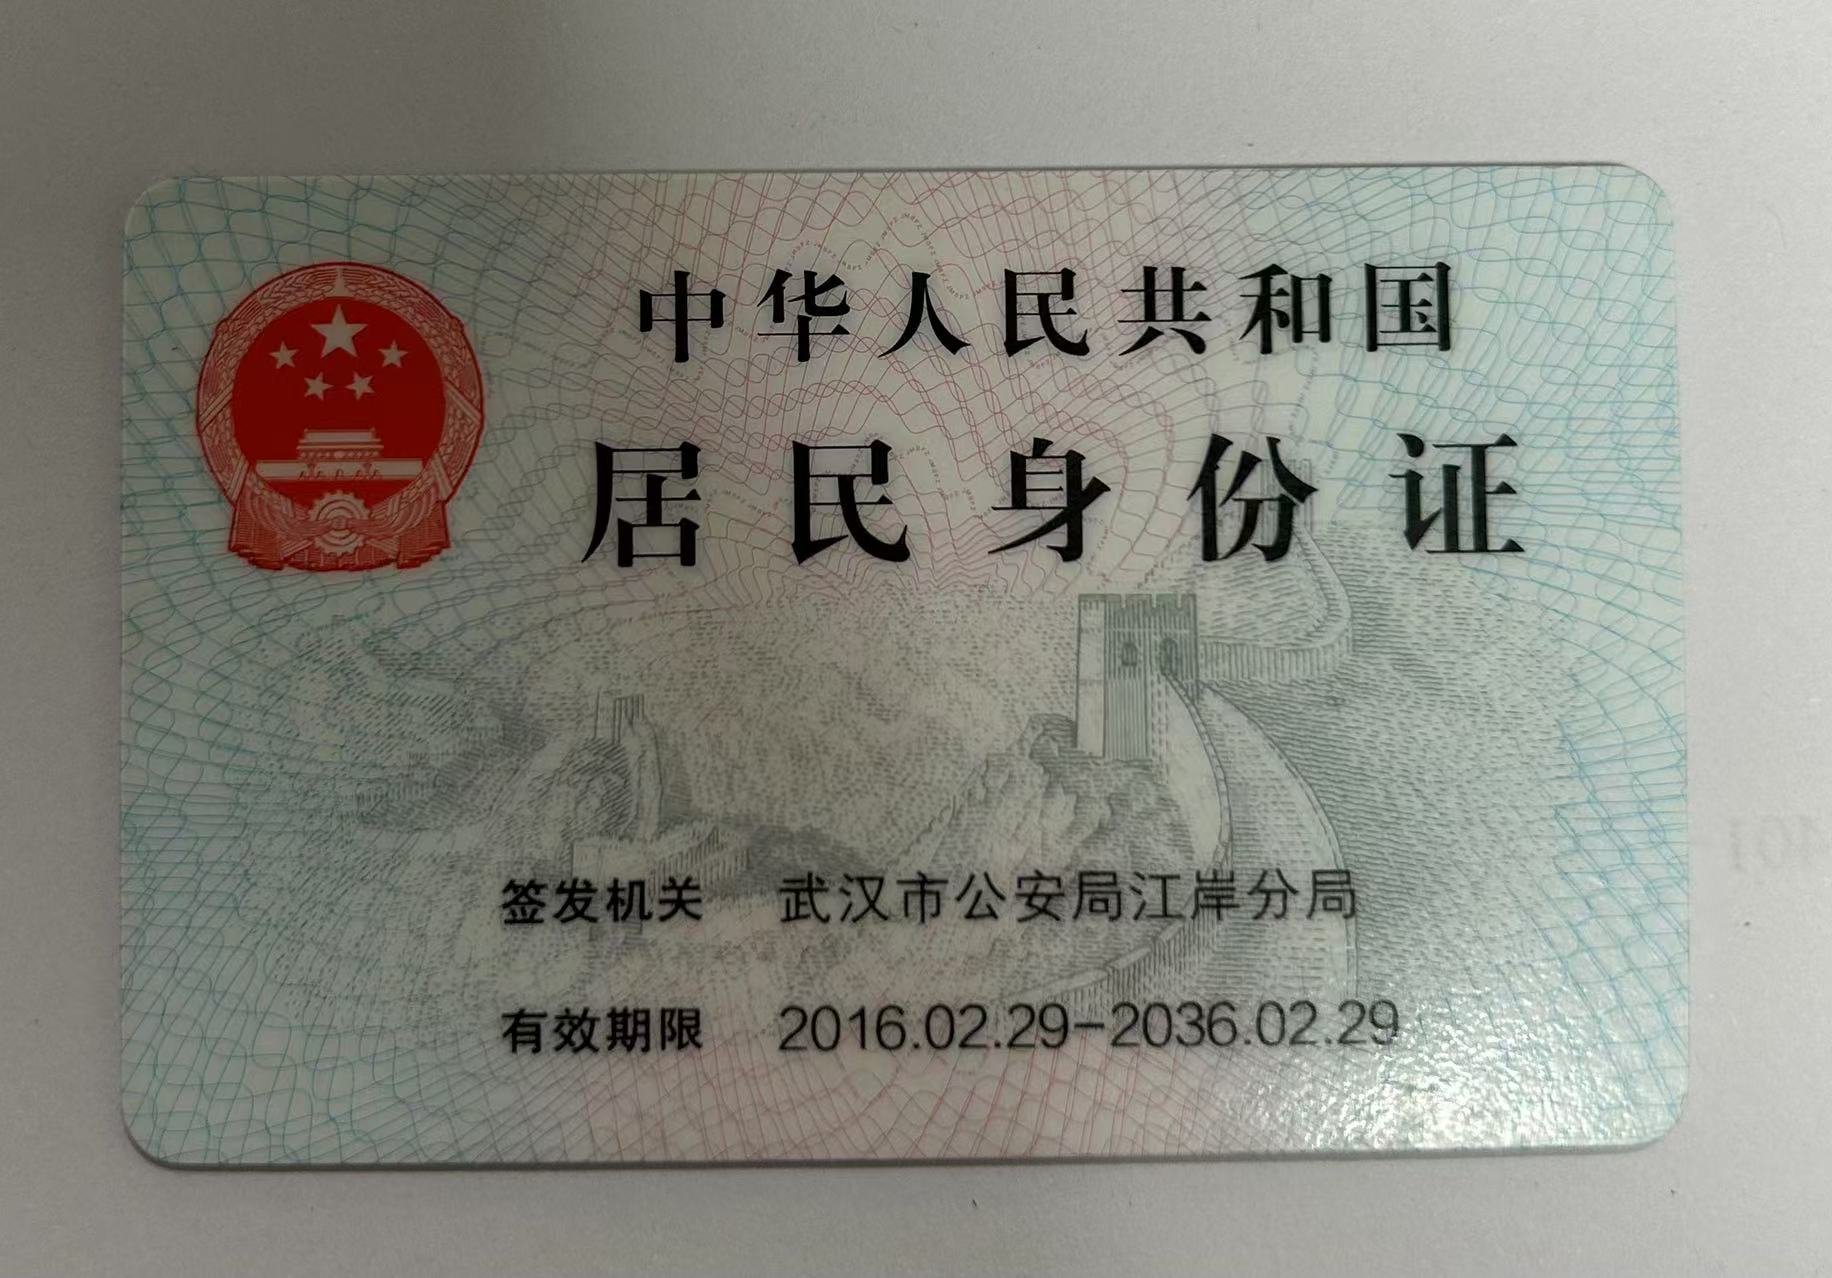 中华人民共和国
居民身份证
签发机关 武汉市公安局江岸分局
有效期限 2016.02.29-2036.02.29